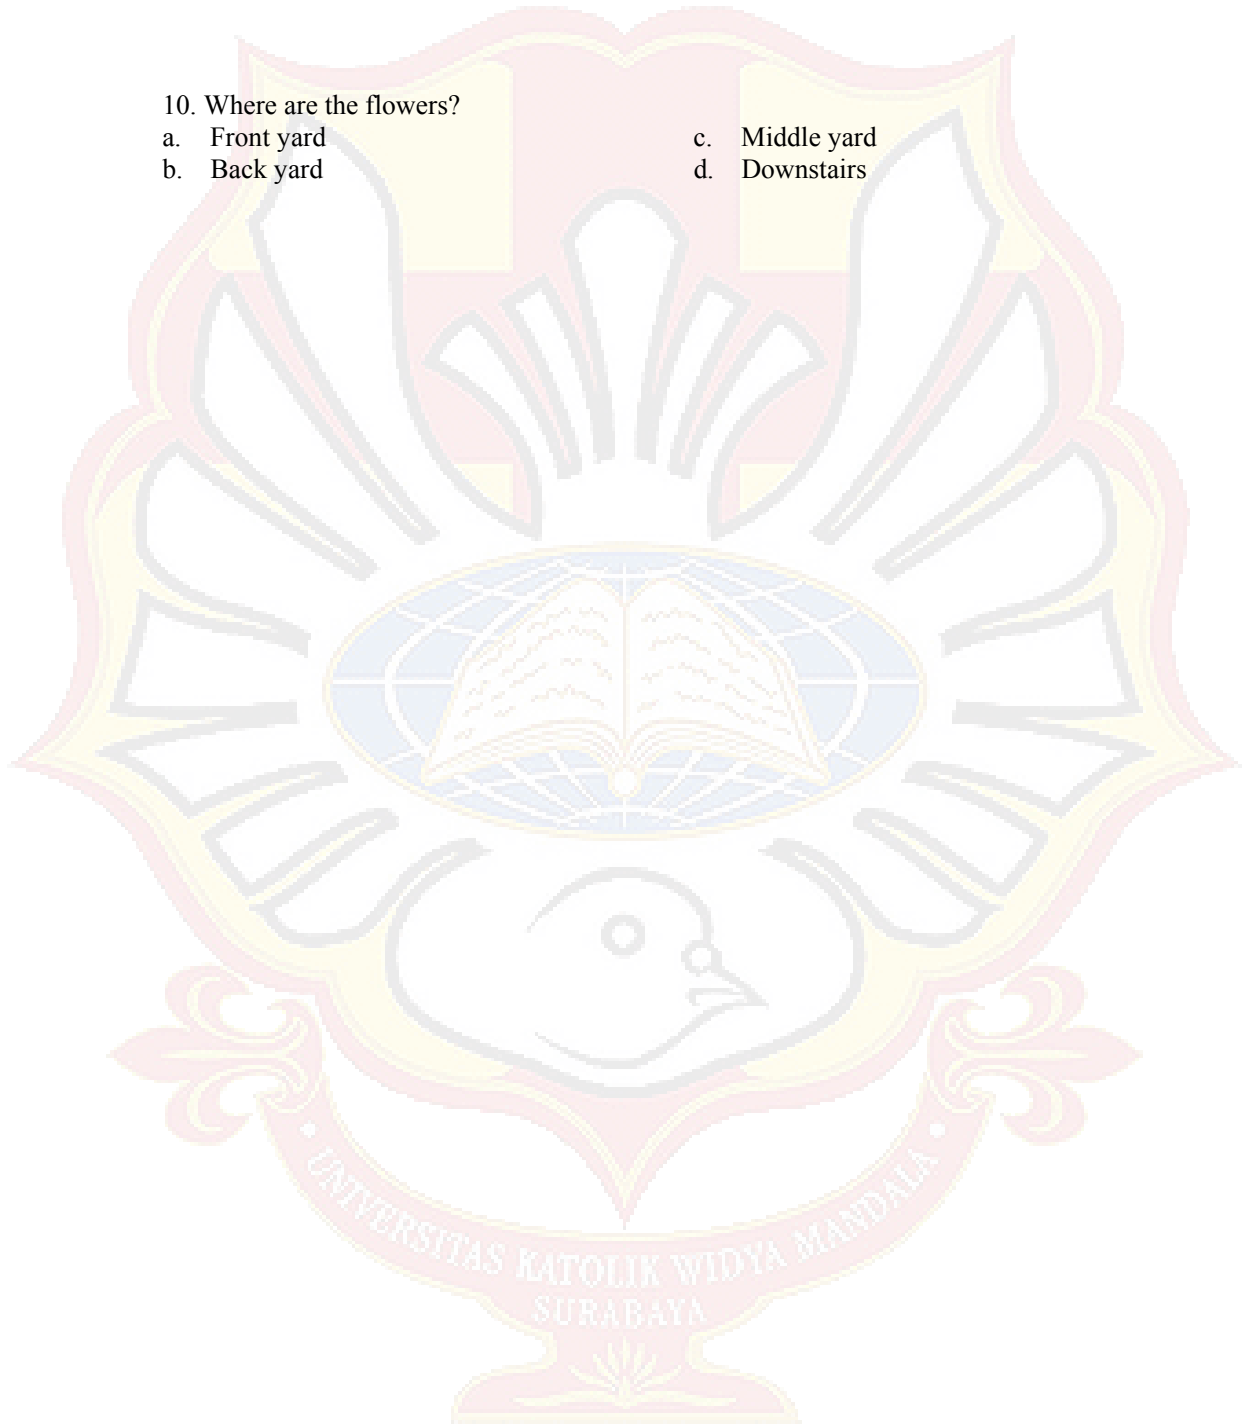 10. Where are the flowers?
a. Front yard
b. Back yard
c. Middle yard
d. Downstairs
UNIVERSITAS KATOLIK WIDYA MANDALA
SURABAYA